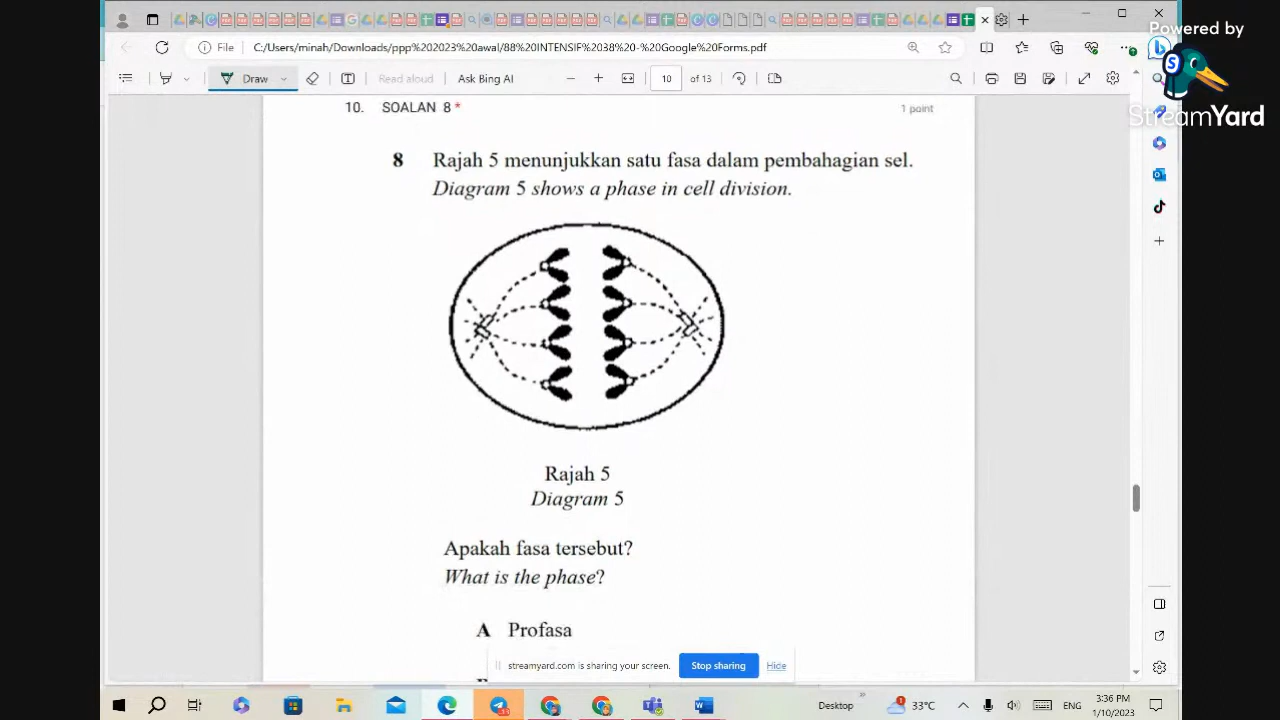 Powered by
StreamYard
File
C:/Users/minah/Downloads/ppp%202023%20awal/88%20INTENSIF%2038%20-%20Google%20Forms.pdf
Draw
Read aloud
Ask Bing AI
10
of 13
10. SOALAN 8 *
1 point
8 Rajah 5 menunjukkan satu fasa dalam pembahagian sel.
Diagram 5 shows a phase in cell division.
Rajah 5
Diagram 5
Apakah fasa tersebut?
What is the phase?
A Profasa
streamyard.com is sharing your screen.
Stop sharing
Hide
Desktop
33°C
ENG
3:36 PM
1/10/2023